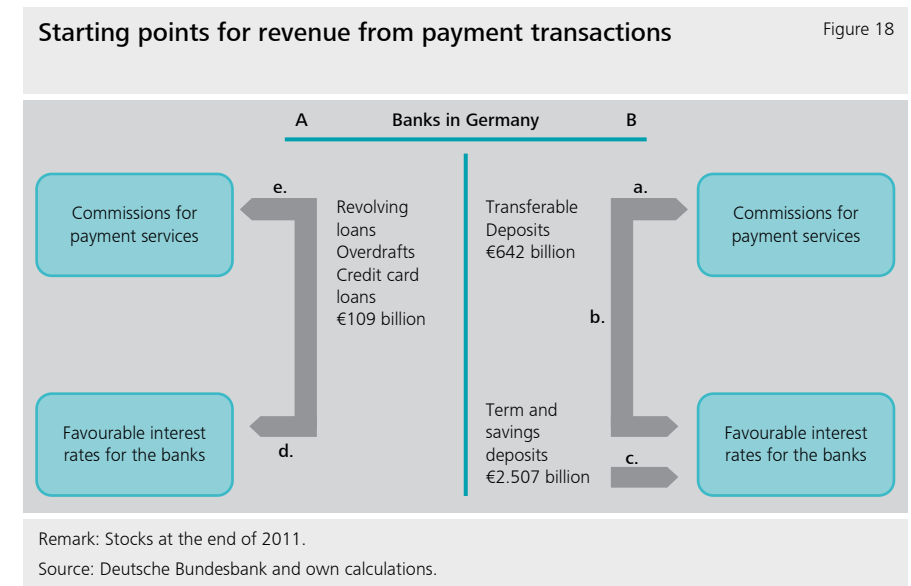 Starting points for revenue from payment transactions
Figure 18
A
Banks in Germany
B
e.
Commissions for
payment services
Revolving
loans
Overdrafts
Credit card
loans
€109 billion
Favourable interest
rates for the banks
d.
Transferable
Deposits
€642 billion
a.
Commissions for
payment services
b.
Term and
savings
deposits
€2.507 billion
c.
Favourable interest
rates for the banks
Remark: Stocks at the end of 2011.
Source: Deutsche Bundesbank and own calculations.